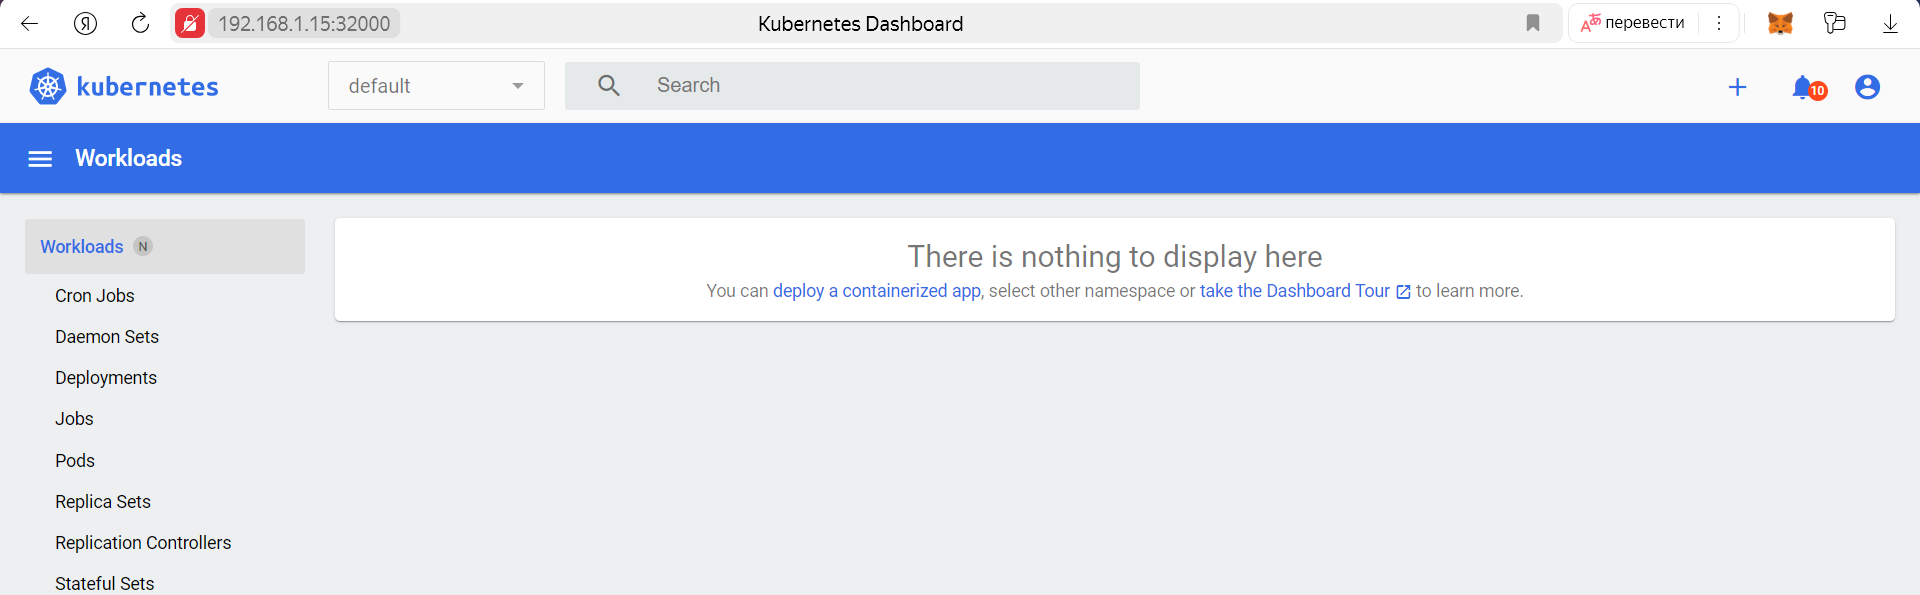 Я 192.168.1.15:32000 Kubernetes Dashboard Aあ перевести
kubernetes default Search 10
Workloads
Workloads N
Cron Jobs
Daemon Sets
Deployments
Jobs
Pods
Replica Sets
Replication Controllers
Stateful Sets
There is nothing to display here
You can deploy a containerized app, select other namespace or take the Dashboard Tour to learn more.